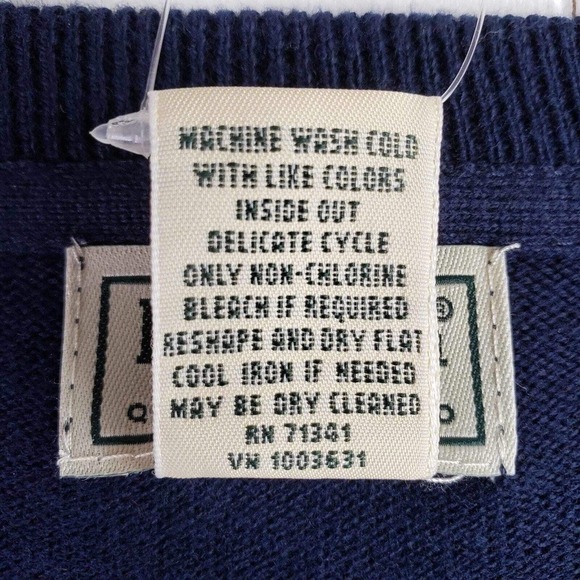 MACHINE WASH COLD
WITH LIKE COLORS
INSIDE OUT
DELICATE CYCLE
ONLY NON-CHLORINE
BLEACH IF REQUIRED
RESHAPE AND DRY FLAT
COOL IRON IF NEEDED
MAY BE DRY CLEANED
RN 71341
VN 1003631
®